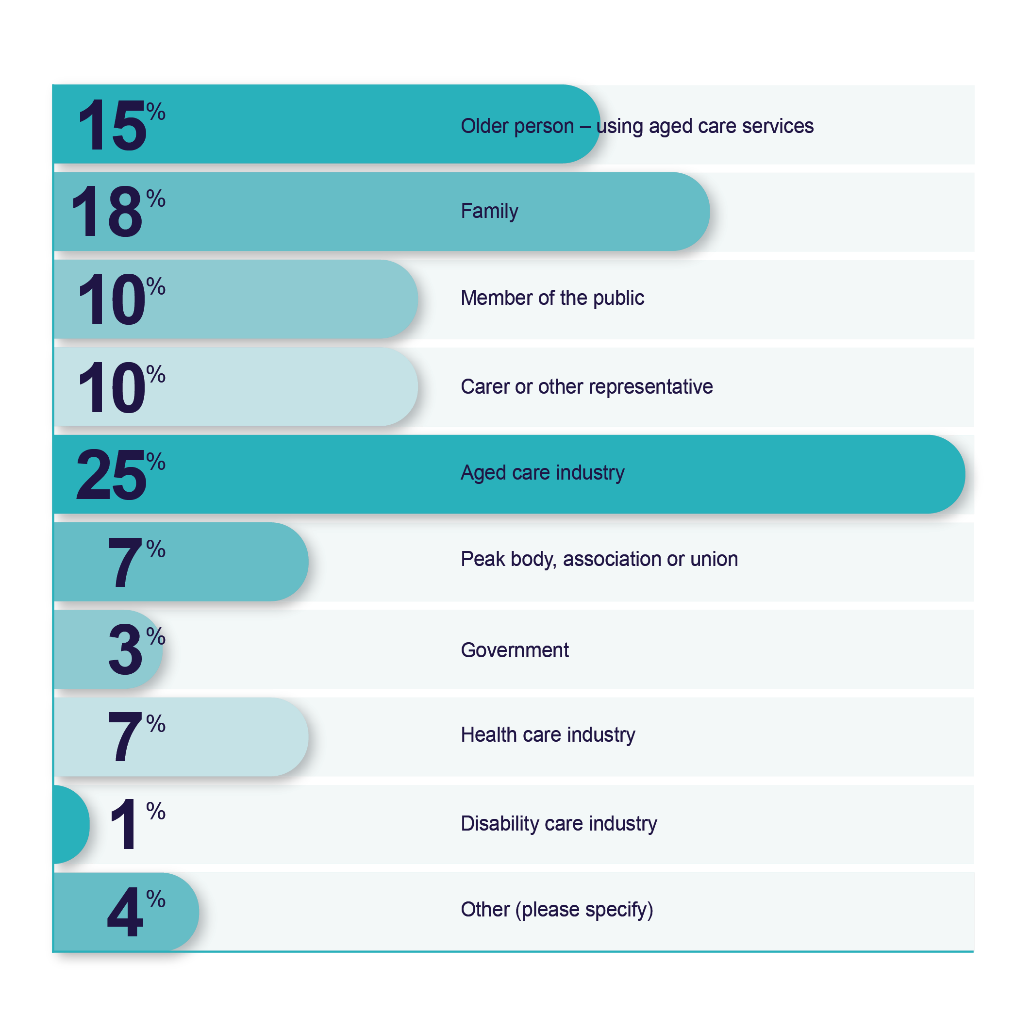 15% Older person – using aged care services
18% Family
10% Member of the public
10% Carer or other representative
25% Aged care industry
7% Peak body, association or union
3% Government
7% Health care industry
1% Disability care industry
4% Other (please specify)